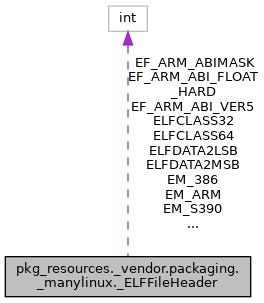 int
EF_ARM_ABIMASK
EF_ARM_ABI_FLOAT
_HARD
EF_ARM_ABI_VER5
ELFCLASS32
ELFCLASS64
ELFDATA2LSB
ELFDATA2MSB
EM_386
EM_ARM
EM_S390
...
pkg_resources._vendor.packaging.
_manylinux._ELFFileHeader